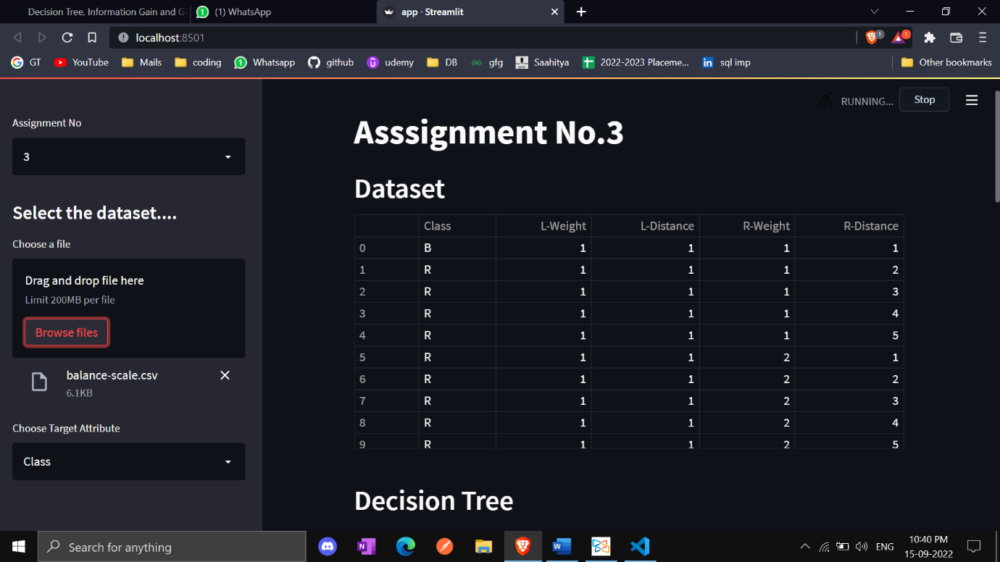 Decision Tree, Information Gain and Gi
(1) WhatsApp
app · Streamlit
localhost:8501
1
1
GT
YouTube
Mails
coding
Whatsapp
github
udemy
DB
gfg
Saahitya
2022-2023 Placeme...
sql imp
Other bookmarks
RUNNING...
Stop
Assignment No
3
Select the dataset....
Choose a file
Drag and drop file here
Limit 200MB per file
Browse files
balance-scale.csv
6.1KB
Choose Target Attribute
Class
Asssignment No.3
Dataset
Class L-Weight L-Distance R-Weight R-Distance
0 B 1 1 1 1
1 R 1 1 1 2
2 R 1 1 1 3
3 R 1 1 1 4
4 R 1 1 1 5
5 R 1 1 2 1
6 R 1 1 2 2
7 R 1 1 2 3
8 R 1 1 2 4
9 R 1 1 2 5
Decision Tree
Search for anything
ENG
10:40 PM
15-09-2022